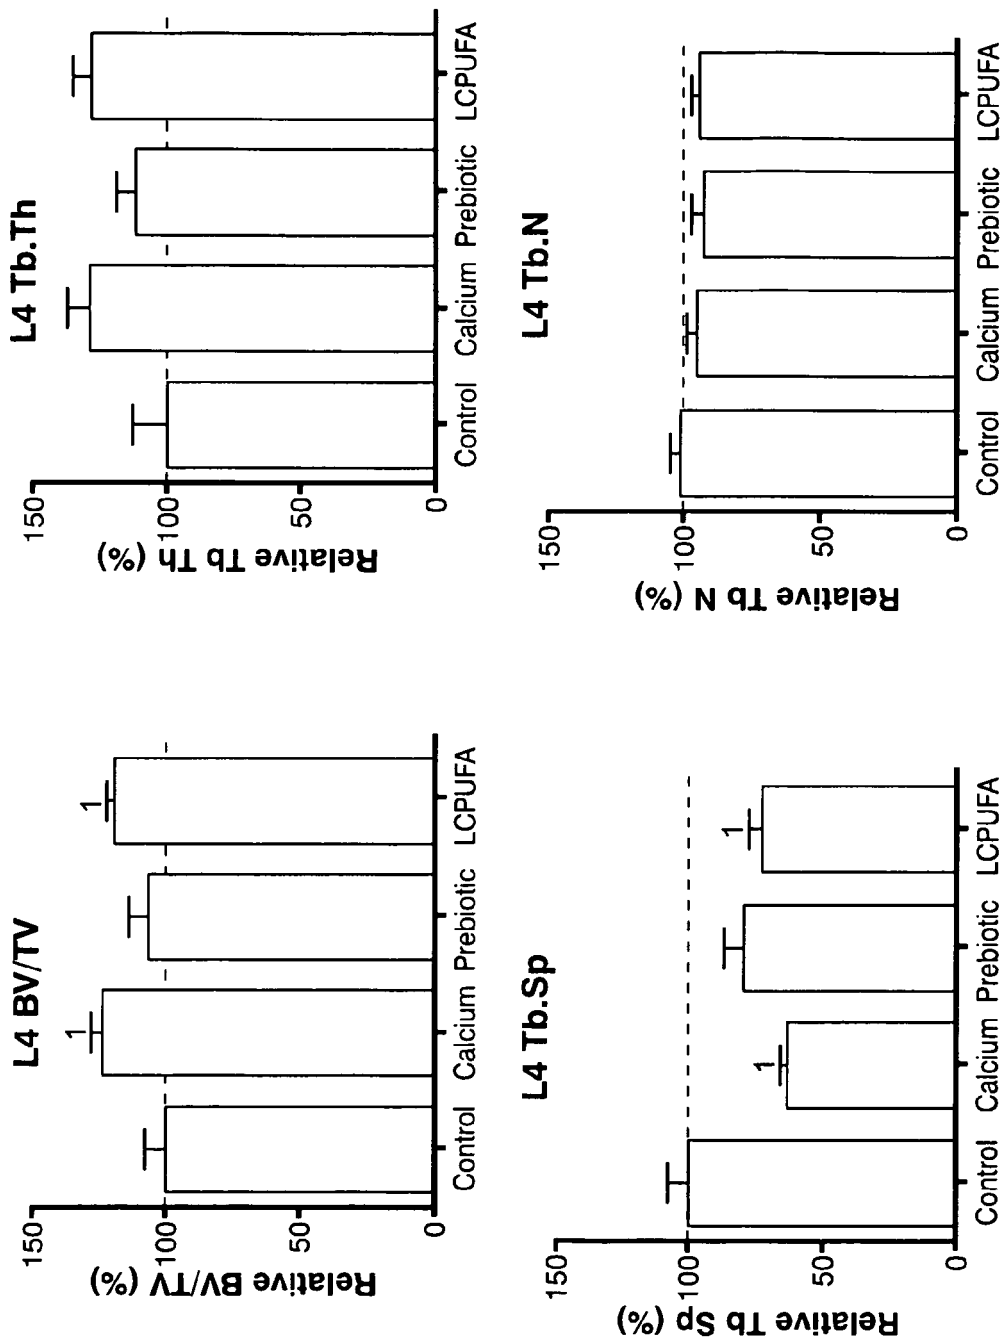 L4 BV/TV
Relative BV/TV (%)
150
100
50
0
1
1
Control
Calcium
Prebiotic
LCPUFA
L4 Tb.Th
Relative Tb Th (%)
150
100
50
0
Control
Calcium
Prebiotic
LCPUFA
L4 Tb.Sp
Relative Tb Sp (%)
150
100
50
0
1
1
Control
Calcium
Prebiotic
LCPUFA
L4 Tb.N
Relative Tb N (%)
150
100
50
0
Control
Calcium
Prebiotic
LCPUFA